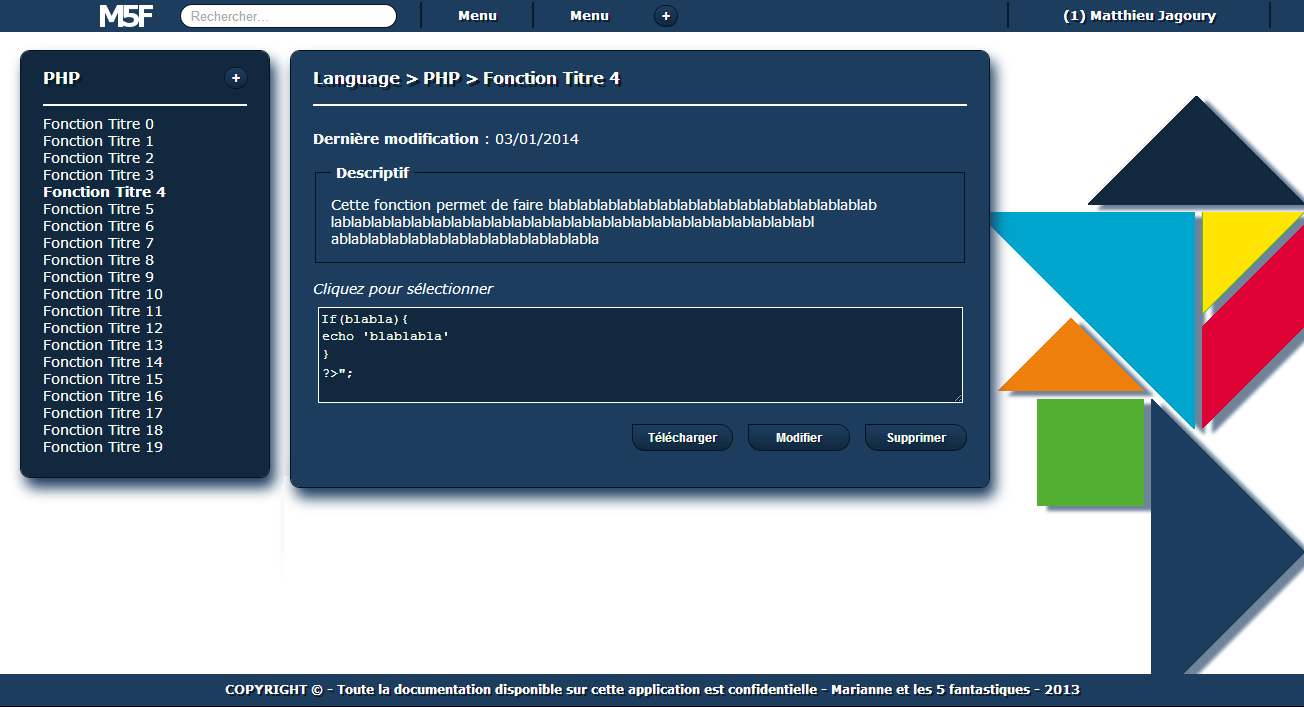 M5F Rechercher... Menu Menu + (1) Matthieu Jagoury
PHP +
Fonction Titre 0
Fonction Titre 1
Fonction Titre 2
Fonction Titre 3
Fonction Titre 4
Fonction Titre 5
Fonction Titre 6
Fonction Titre 7
Fonction Titre 8
Fonction Titre 9
Fonction Titre 10
Fonction Titre 11
Fonction Titre 12
Fonction Titre 13
Fonction Titre 14
Fonction Titre 15
Fonction Titre 16
Fonction Titre 17
Fonction Titre 18
Fonction Titre 19
Language > PHP > Fonction Titre 4
Dernière modification : 03/01/2014
Descriptif
Cette fonction permet de faire blablablablablablablablablablablablablab
lablablablablablablablablablablablablablablablablablablablablabl
ablablablablablablablablablablablabla
Cliquez pour sélectionner
If(blabla){
echo 'blablabla'
}
?>";
Télécharger Modifier Supprimer
COPYRIGHT © - Toute la documentation disponible sur cette application est confidentielle - Marianne et les 5 fantastiques - 2013